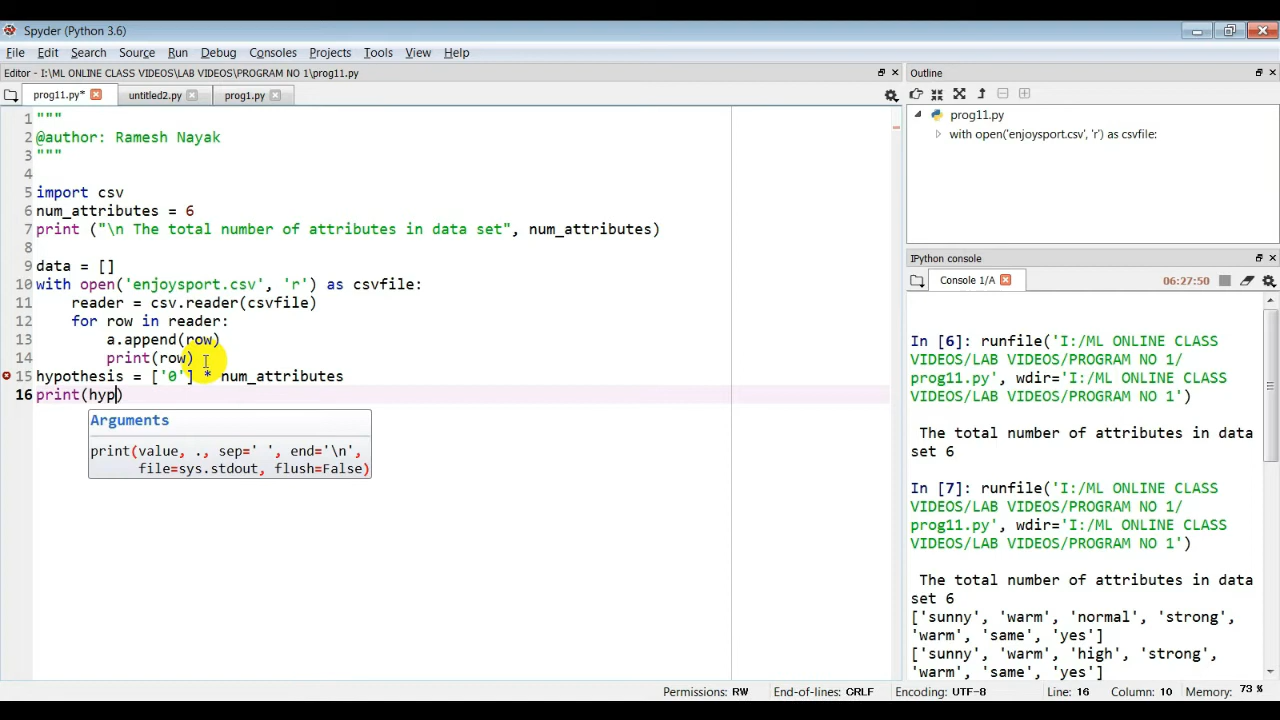 Spyder (Python 3.6)
File Edit Search Source Run Debug Consoles Projects Tools View Help
Editor - I:\ML ONLINE CLASS VIDEOS\LAB VIDEOS\PROGRAM NO 1\prog11.py
prog11.py* untitled2.py prog1.py
1 """
2 @author: Ramesh Nayak
3 """
4
5 import csv
6 num_attributes = 6
7 print ("\n The total number of attributes in data set", num_attributes)
8
9 data = []
10 with open('enjoysport.csv', 'r') as csvfile:
11 reader = csv.reader(csvfile)
12 for row in reader:
13 a.append(row)
14 print(row)
15 hypothesis = ['0'] * num_attributes
16 print(hyp)
Arguments
print(value, ., sep=' ', end='\n',
file=sys.stdout, flush=False)
Outline
prog11.py
with open('enjoysport.csv', 'r') as csvfile:
IPython console
Console 1/A 06:27:50
In [6]: runfile('I:/ML ONLINE CLASS
VIDEOS/LAB VIDEOS/PROGRAM NO 1/
prog11.py', wdir='I:/ML ONLINE CLASS
VIDEOS/LAB VIDEOS/PROGRAM NO 1')
The total number of attributes in data
set 6
In [7]: runfile('I:/ML ONLINE CLASS
VIDEOS/LAB VIDEOS/PROGRAM NO 1/
prog11.py', wdir='I:/ML ONLINE CLASS
VIDEOS/LAB VIDEOS/PROGRAM NO 1')
The total number of attributes in data
set 6
['sunny', 'warm', 'normal', 'strong',
'warm', 'same', 'yes']
['sunny', 'warm', 'high', 'strong',
'warm', 'same', 'yes']
Permissions: RW End-of-lines: CRLF Encoding: UTF-8 Line: 16 Column: 10 Memory: 73 %